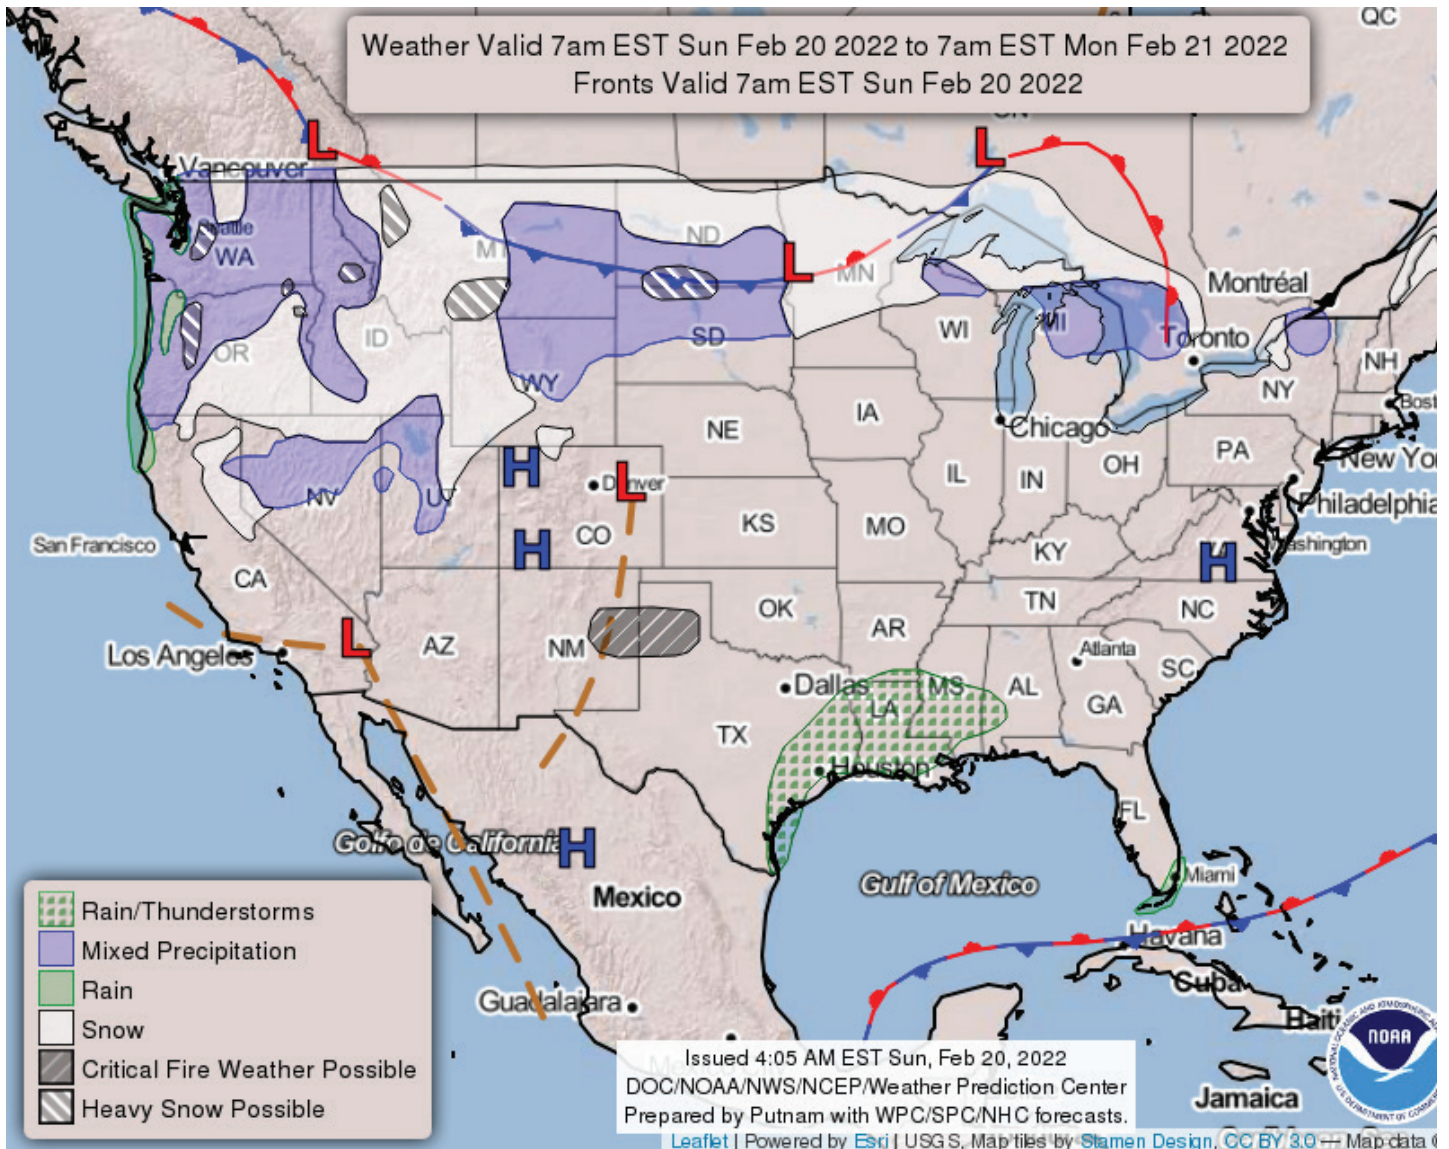 QC
Weather Valid 7am EST Sun Feb 20 2022 to 7am EST Mon Feb 21 2022
Fronts Valid 7am EST Sun Feb 20 2022
ON
L
L
Vancouver
Seattle
WA
MT
ND
L
MN
Montréal
ID
OR
SD
WI
MI
Toronto
NH
WY
NY
Bost
NE
IA
Chicago
PA
New Yo
IL
IN
OH
H
Denver
L
NV
UT
Philadelphia
KS
MO
San Francisco
H
CO
KY
Washington
H
CA
OK
TN
NC
L
AZ
NM
AR
Los Angeles
Atlanta
SC
Dallas
MS
AL
LA
GA
TX
Houston
FL
Golfo de California
H
Mexico
Gulf of Mexico
Miami
Rain/Thunderstorms
Mixed Precipitation
Rain
Snow
Critical Fire Weather Possible
Heavy Snow Possible
Havana
Cuba
Guadalajara
Haiti
Mexico City
NOAA
Issued 4:05 AM EST Sun, Feb 20, 2022
DOC/NOAA/NWS/NCEP/Weather Prediction Center
Prepared by Putnam with WPC/SPC/NHC forecasts.
Jamaica
Leaflet | Powered by Esri | USGS, Map tiles by Stamen Design, CC BY 3.0 — Map data ©